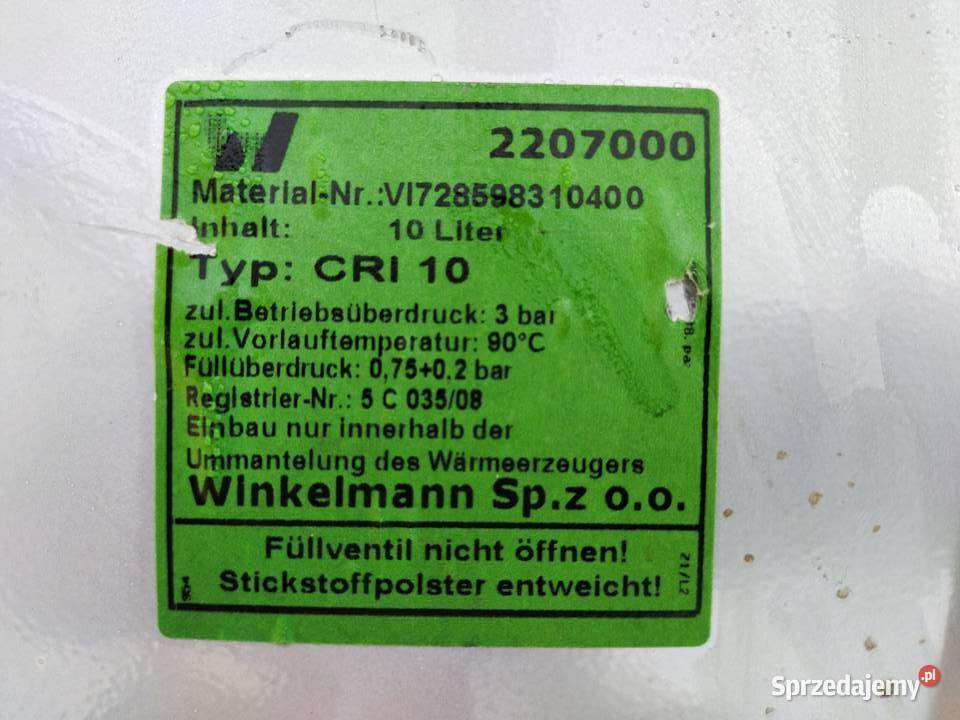 W 2207000
Material-Nr.:VI728598310400
Inhalt: 10 Liter
Typ: CRI 10
zul.Betriebsüberdruck: 3 bar
zul.Vorlauftemperatur: 90°C
Füllüberdruck: 0,75+0,2 bar
Registrier-Nr.: 5 C 035/08
Einbau nur innerhalb der
Ummantelung des Wärmeerzeugers
Winkelmann Sp.z o.o.
Füllventil nicht öffnen!
Stickstoffpolster entweicht!
Z1/L2
Sprzedajemy.pl